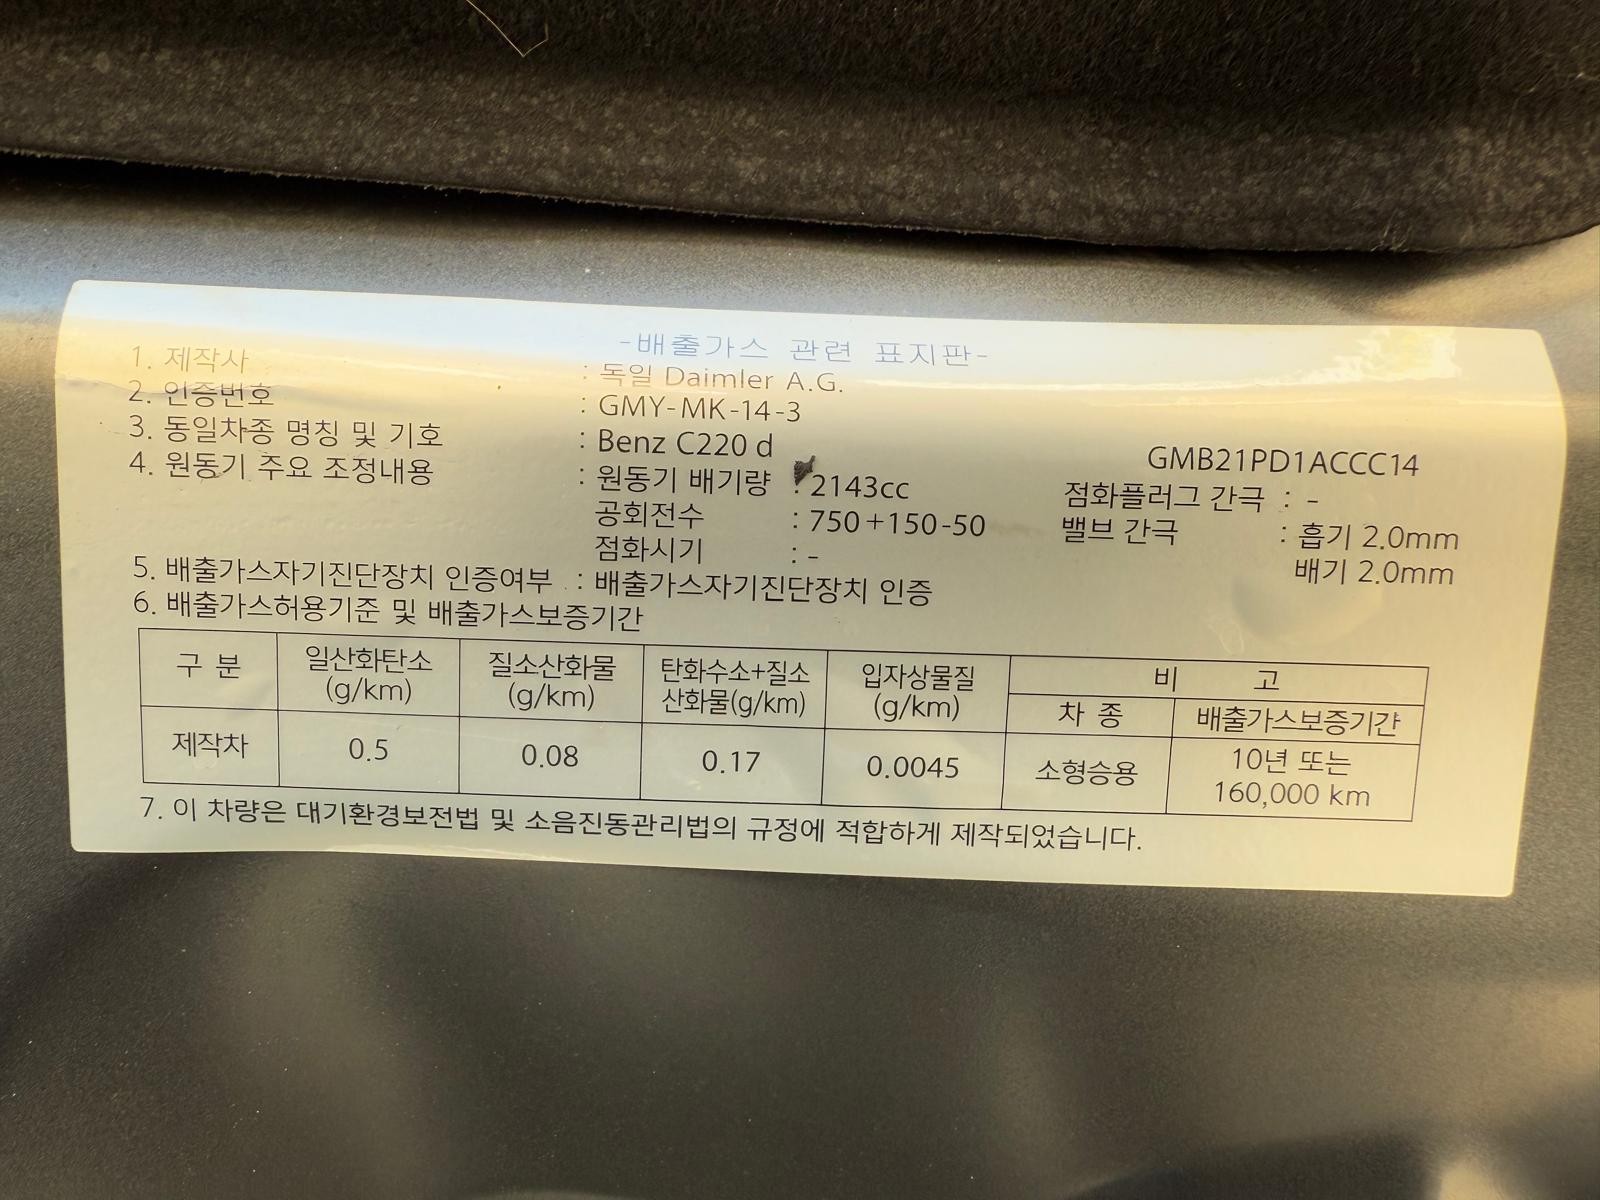 -배출가스 관련 표지판-
1. 제작사 : 독일 Daimler A.G.
2. 인증번호 : GMY-MK-14-3
3. 동일차종 명칭 및 기호 : Benz C220 d GMB21PD1ACCC14
4. 원동기 주요 조정내용 : 원동기 배기량 : 2143cc 점화플러그 간극 : -
공회전수 : 750+150-50 밸브 간극 : 흡기 2.0mm
점화시기 : - 배기 2.0mm
5. 배출가스자기진단장치 인증여부 : 배출가스자기진단장치 인증
6. 배출가스허용기준 및 배출가스보증기간
구 분 일산화탄소 (g/km) 질소산화물 (g/km) 탄화수소+질소산화물(g/km) 입자상물질 (g/km) 비 고
차 종 배출가스보증기간
제작차 0.5 0.08 0.17 0.0045 소형승용 10년 또는 160,000 km
7. 이 차량은 대기환경보전법 및 소음진동관리법의 규정에 적합하게 제작되었습니다.